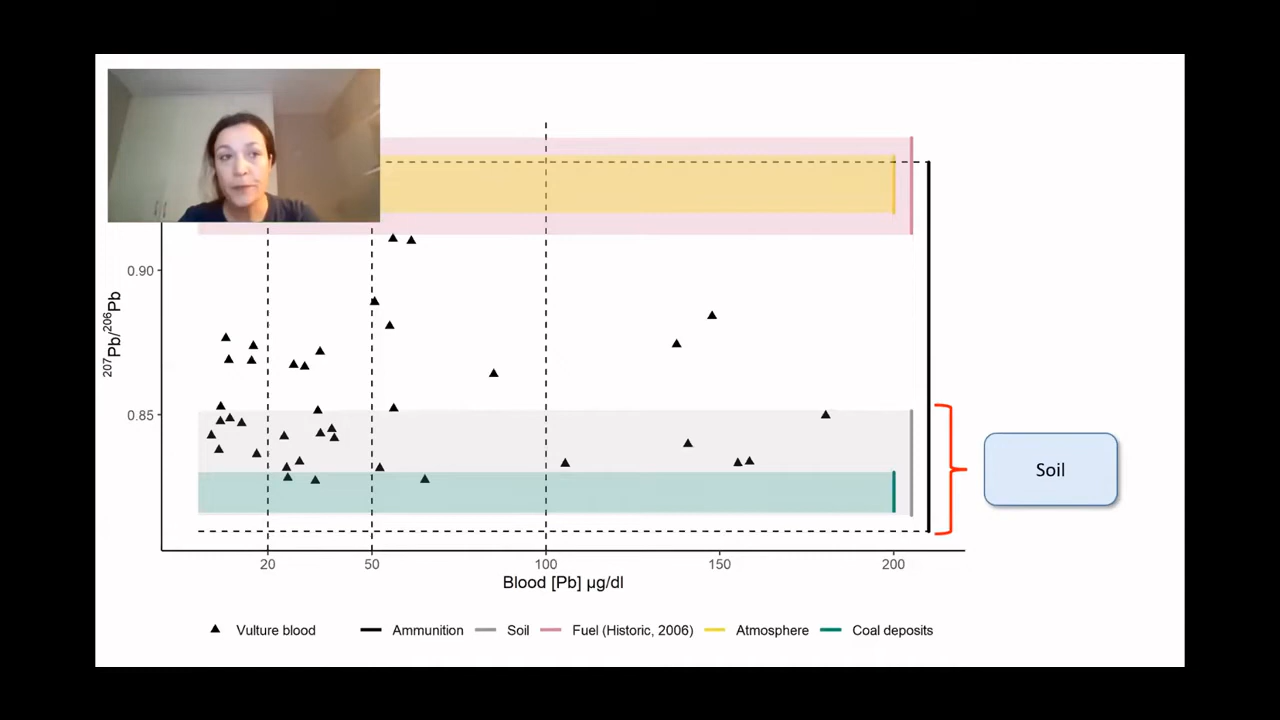 0.90
0.85
²⁰⁷Pb/²⁰⁶Pb
Soil
20 50 100 150 200
Blood [Pb] µg/dl
Vulture blood Ammunition Soil Fuel (Historic, 2006) Atmosphere Coal deposits